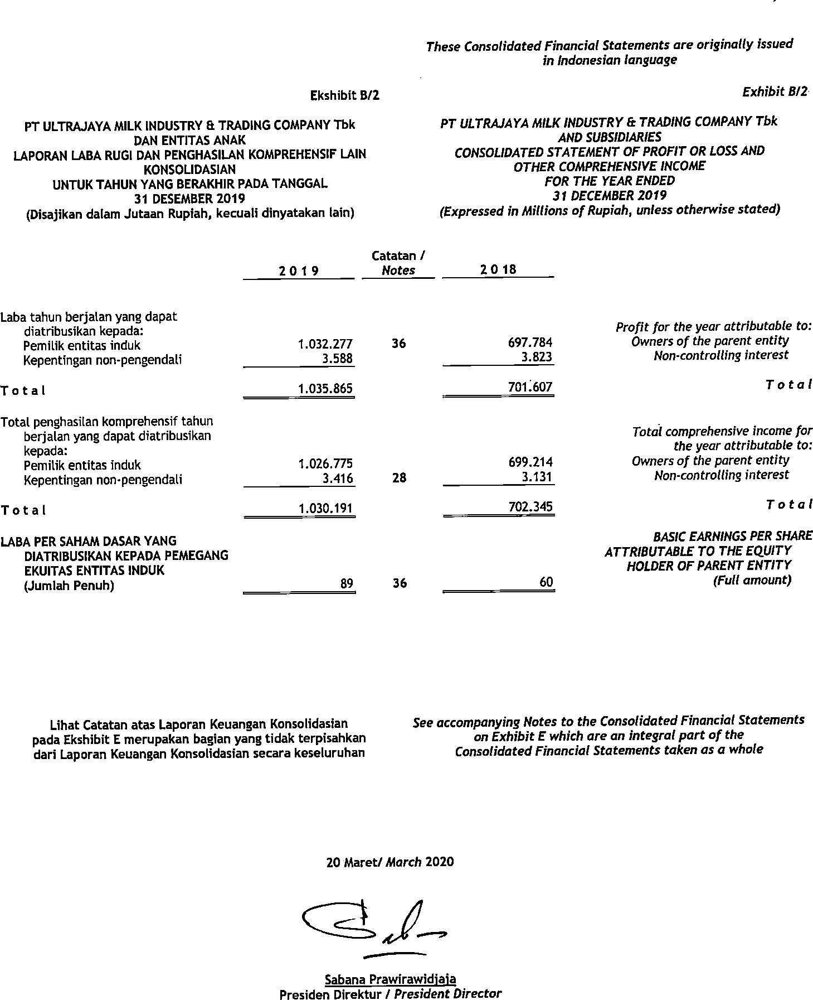 These Consolidated Financial Statements are originally issued
in Indonesian language
Ekshibit B/2
Exhibit B/2
PT ULTRAJAYA MILK INDUSTRY & TRADING COMPANY Tbk
DAN ENTITAS ANAK
LAPORAN LABA RUGI DAN PENGHASILAN KOMPREHENSIF LAIN
KONSOLIDASIAN
UNTUK TAHUN YANG BERAKHIR PADA TANGGAL
31 DESEMBER 2019
(Disajikan dalam Jutaan Rupiah, kecuali dinyatakan lain)
PT ULTRAJAYA MILK INDUSTRY & TRADING COMPANY Tbk
AND SUBSIDIARIES
CONSOLIDATED STATEMENT OF PROFIT OR LOSS AND
OTHER COMPREHENSIVE INCOME
FOR THE YEAR ENDED
31 DECEMBER 2019
(Expressed in Millions of Rupiah, unless otherwise stated)
Catatan /
2 0 1 9 Notes 2 0 18
Laba tahun berjalan yang dapat
diatribusikan kepada: Profit for the year attributable to:
Pemilik entitas induk 1.032.277 36 697.784 Owners of the parent entity
Kepentingan non-pengendali 3.588 3.823 Non-controlling interest
T o t a l 1.035.865 701.607 T o t a l
Total penghasilan komprehensif tahun
berjalan yang dapat diatribusikan Total comprehensive income for
kepada: the year attributable to:
Pemilik entitas induk 1.026.775 699.214 Owners of the parent entity
Kepentingan non-pengendali 3.416 28 3.131 Non-controlling interest
T o t a l 1.030.191 702.345 T o t a l
LABA PER SAHAM DASAR YANG BASIC EARNINGS PER SHARE
DIATRIBUSIKAN KEPADA PEMEGANG ATTRIBUTABLE TO THE EQUITY
EKUITAS ENTITAS INDUK HOLDER OF PARENT ENTITY
(Jumlah Penuh) 89 36 60 (Full amount)
Lihat Catatan atas Laporan Keuangan Konsolidasian
pada Ekshibit E merupakan bagian yang tidak terpisahkan
dari Laporan Keuangan Konsolidasian secara keseluruhan
See accompanying Notes to the Consolidated Financial Statements
on Exhibit E which are an integral part of the
Consolidated Financial Statements taken as a whole
20 Maret/ March 2020
Sabana Prawirawidjaja
Presiden Direktur / President Director